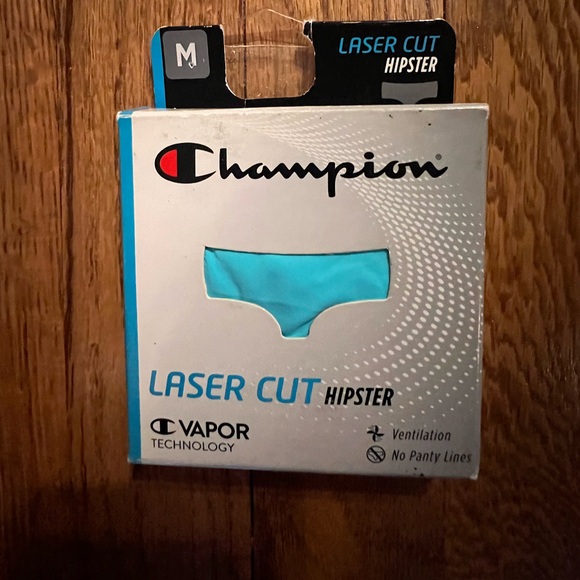 M
LASER CUT
HIPSTER
Champion
LASER CUT HIPSTER
C VAPOR
TECHNOLOGY
Ventilation
No Panty Lines